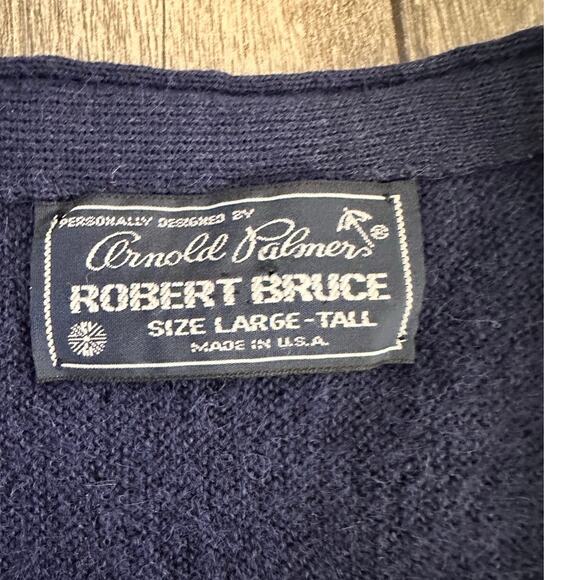 PERSONALLY DESIGNED BY
Arnold Palmer ®
ROBERT BRUCE
SIZE LARGE-TALL
MADE IN U.S.A.